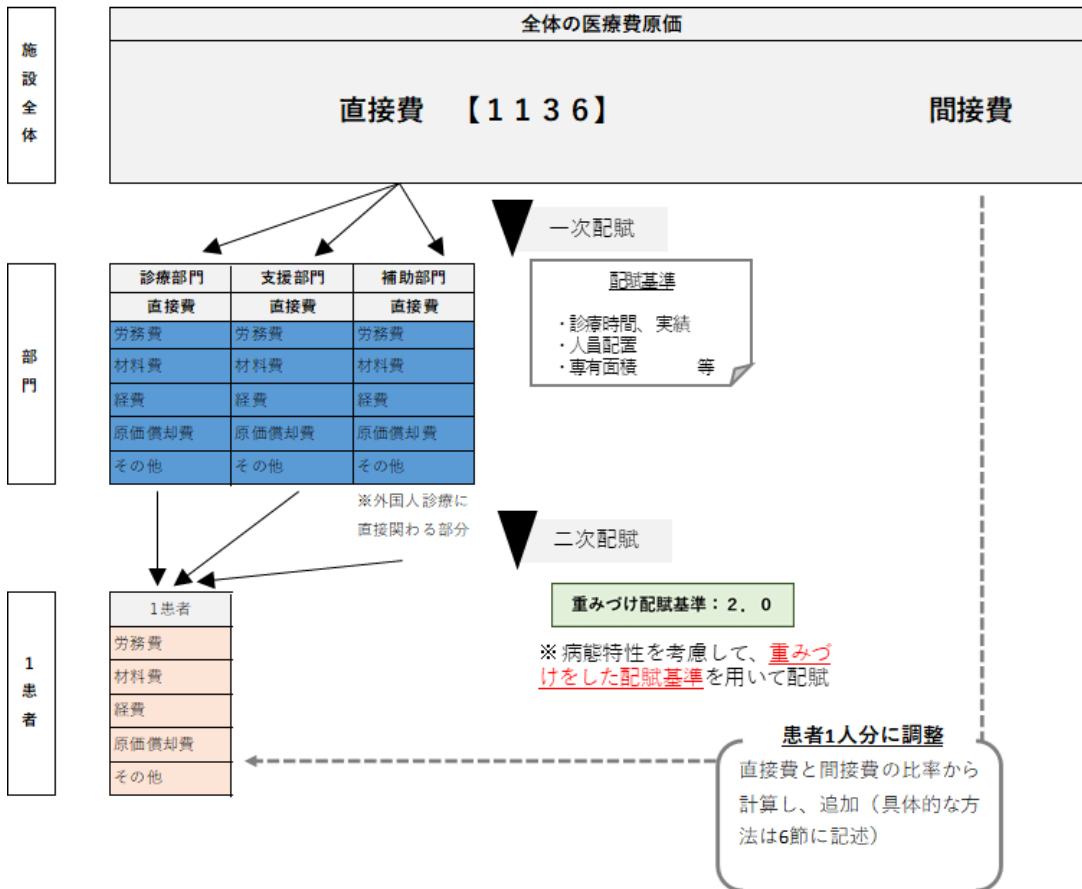 施設全体
全体の医療費原価
直接費 【１１３６】 間接費
一次配賦
部門
診療部門 支援部門 補助部門
直接費 直接費 直接費
労務費 労務費 労務費
材料費 材料費 材料費
経費 経費 経費
原価償却費 原価償却費 原価償却費
その他 その他 その他
配賦基準
・診療時間、実績
・人員配置
・専有面積 等
※外国人診療に
直接関わる部分
二次配賦
1患者
1患者
労務費
材料費
経費
原価償却費
その他
重みづけ配賦基準：２．０
※病態特性を考慮して、重みづ
けをした配賦基準を用いて配賦
患者1人分に調整
直接費と間接費の比率から
計算し、追加（具体的な方
法は6節に記述）